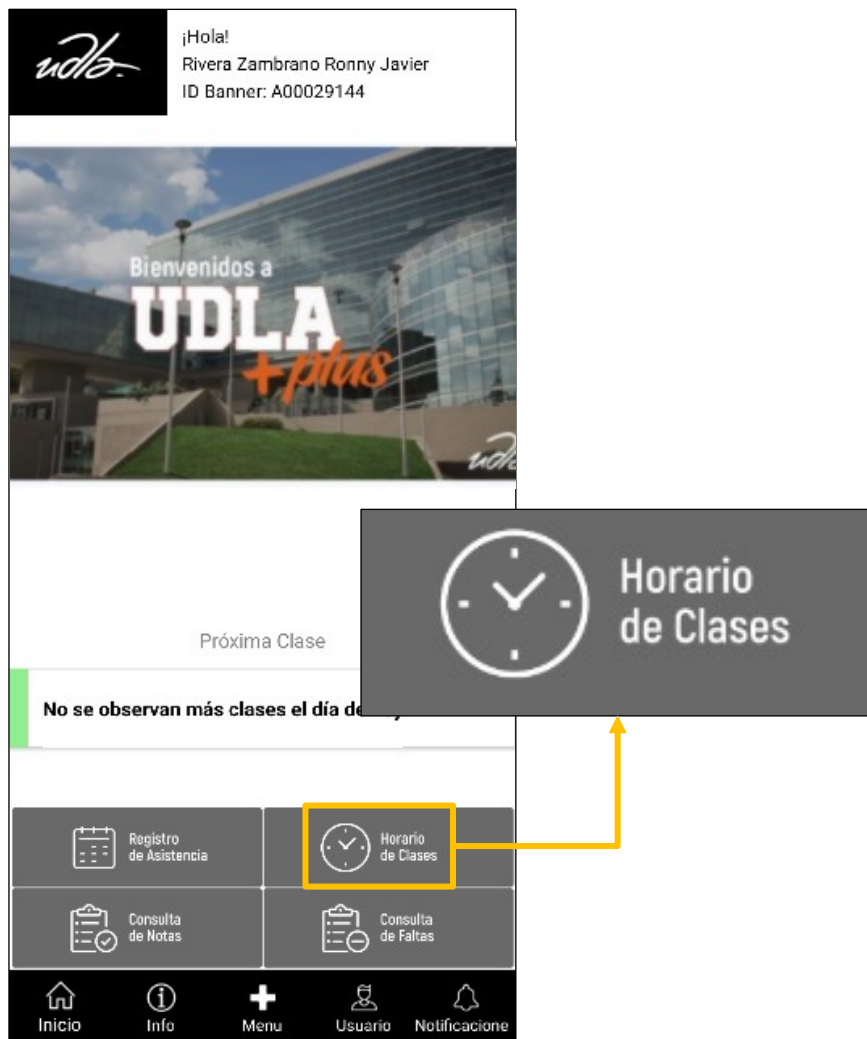 udla-
¡Hola!
Rivera Zambrano Ronny Javier
ID Banner: A00029144
Bienvenidos a
UDLA
+plus
udla
Horario
de Clases
Próxima Clase
No se observan más clases el día de
Registro
de Asistencia
Horario
de Clases
Consulta
de Notas
Consulta
de Faltas
Inicio
Info
Menu
Usuario
Notificacione